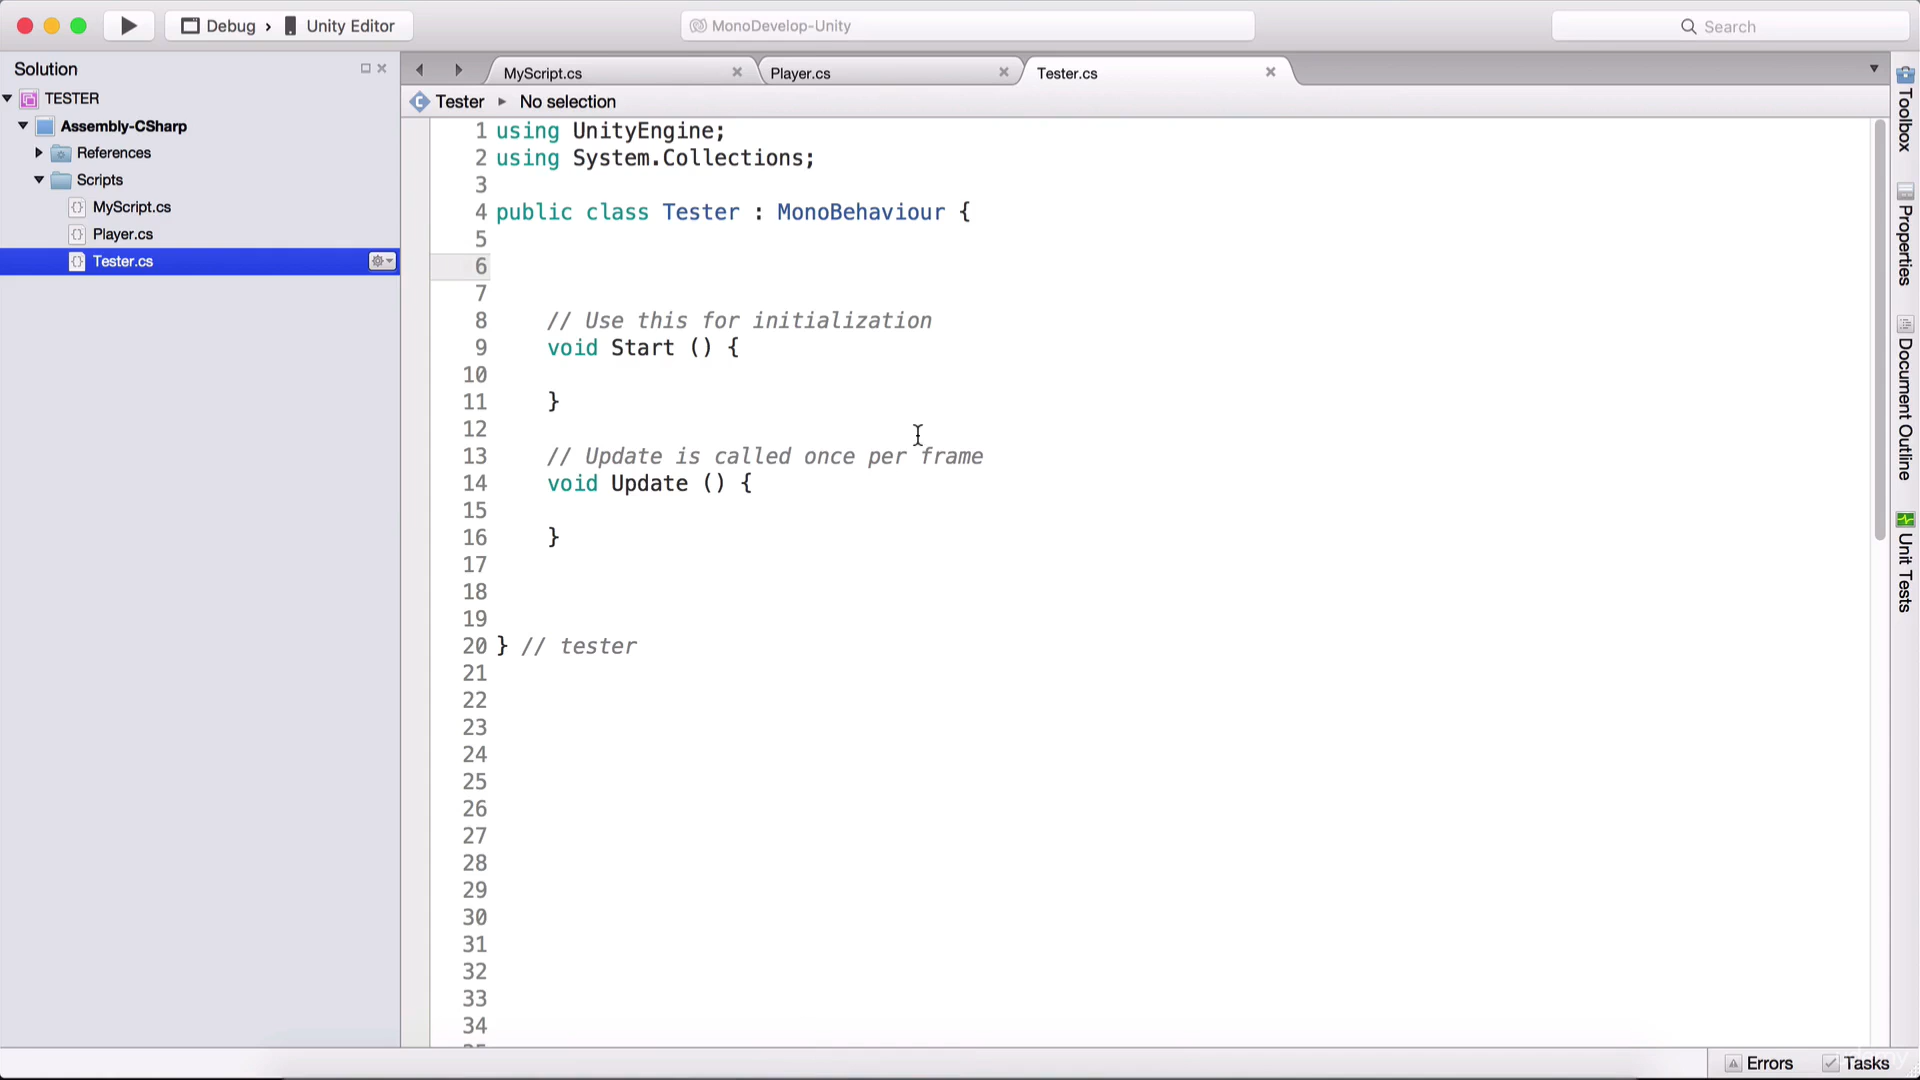 Debug › Unity Editor
MonoDevelop-Unity
Search
Solution
TESTER
Assembly-CSharp
References
Scripts
MyScript.cs
Player.cs
Tester.cs
MyScript.cs
Player.cs
Tester.cs
Tester ▸ No selection
1 using UnityEngine;
2 using System.Collections;
3
4 public class Tester : MonoBehaviour {
5
6
7
8 // Use this for initialization
9 void Start () {
10
11 }
12
13 // Update is called once per frame
14 void Update () {
15
16 }
17
18
19
20 } // tester
21
22
23
24
25
26
27
28
29
30
31
32
33
34
Toolbox
Properties
Document Outline
Unit Tests
Errors
Tasks